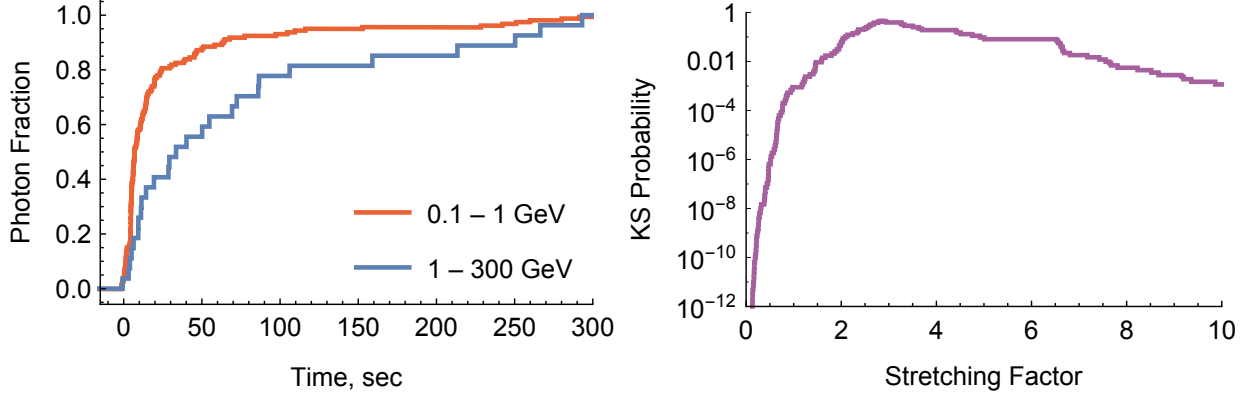 1.0
0.8
0.6
0.4
0.2
0.0
Photon Fraction
0.1 – 1 GeV
1 – 300 GeV
0 50 100 150 200 250 300
Time, sec
1
0.01
10⁻⁴
10⁻⁶
10⁻⁸
10⁻¹⁰
10⁻¹²
KS Probability
0 2 4 6 8 10
Stretching Factor